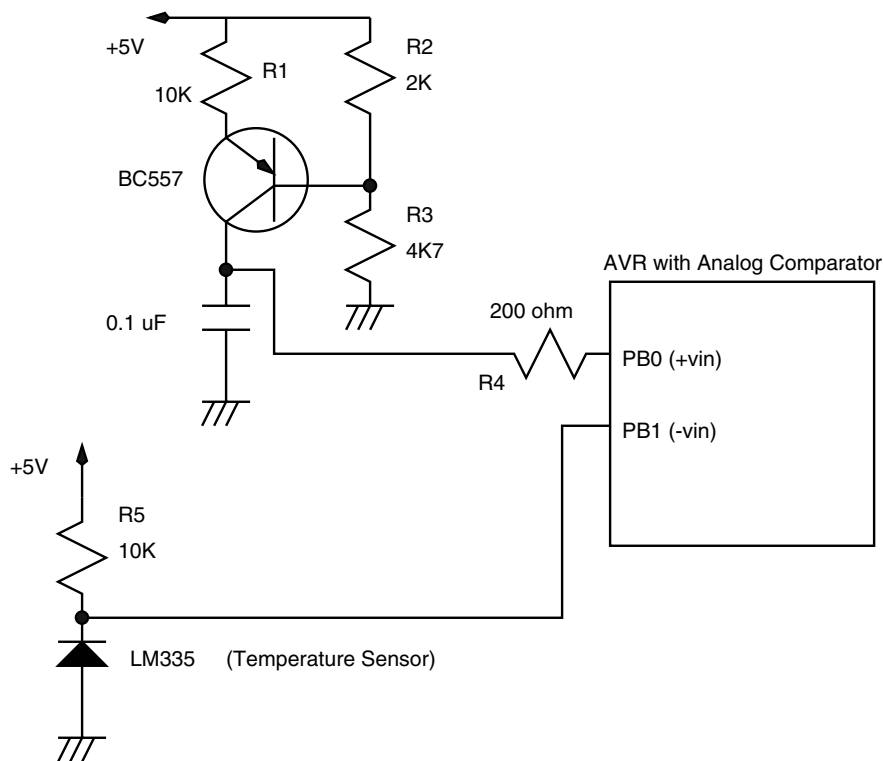 +5V
R1
10K
R2
2K
BC557
R3
4K7
AVR with Analog Comparator
0.1 uF
200 ohm
R4
PB0 (+vin)
PB1 (-vin)
+5V
R5
10K
LM335 (Temperature Sensor)